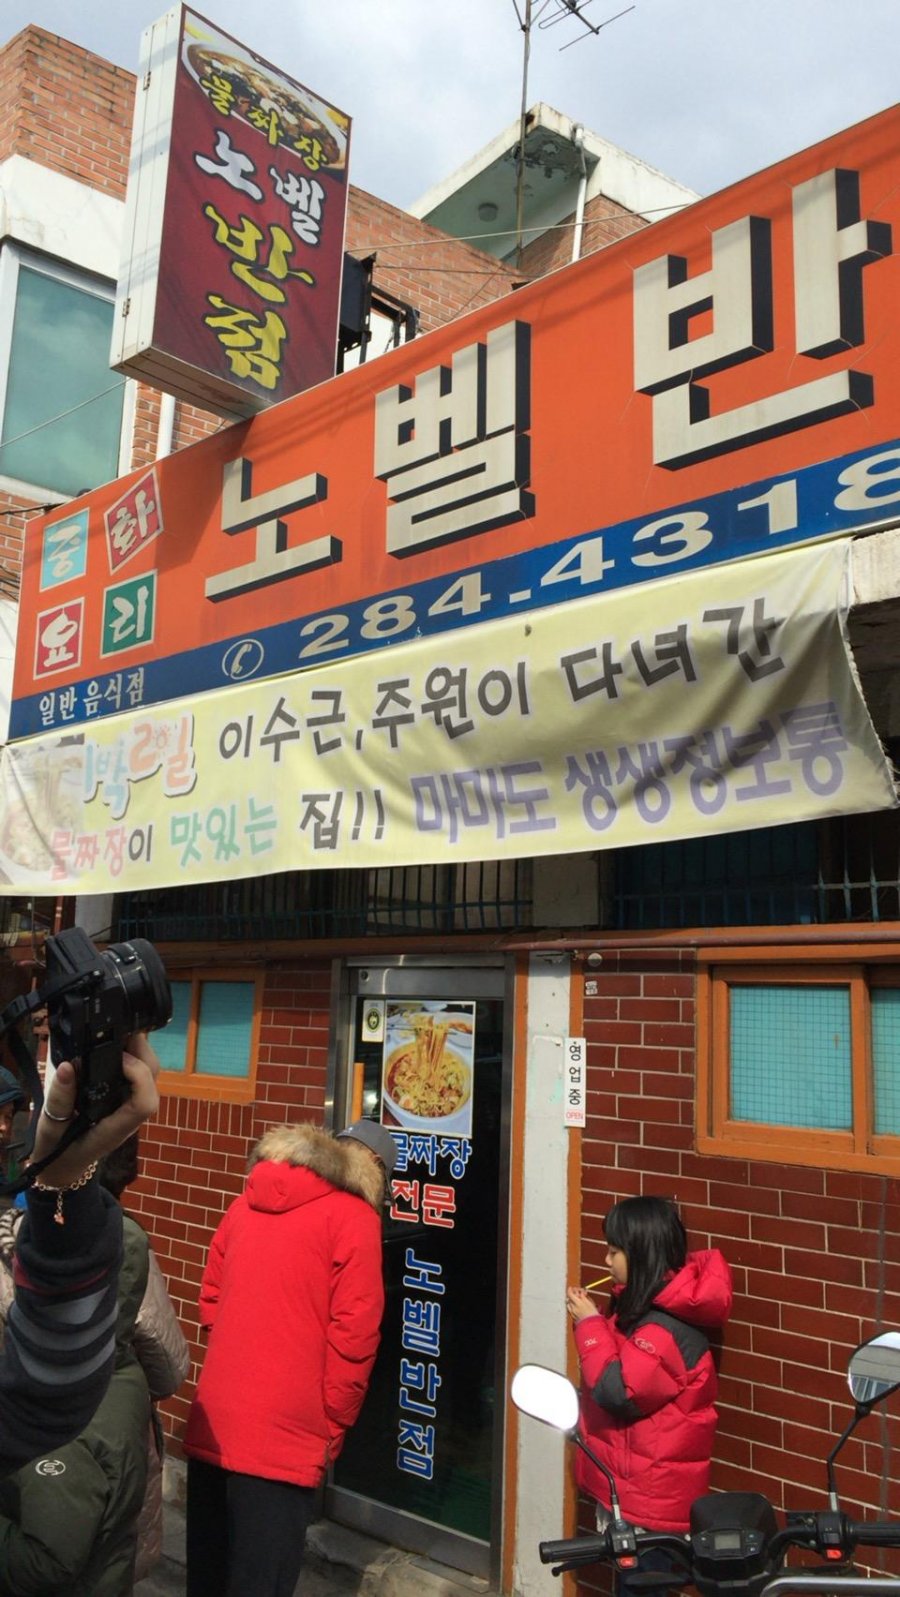 불짜장
노벨
반점
중화
요리
노벨반
284.4318
일반음식점
1박2일 이수근,주원이 다녀간
물짜장이 맛있는 집!! 마마도 생생정보통
영업중
OPEN
물짜장
전문
노벨반점